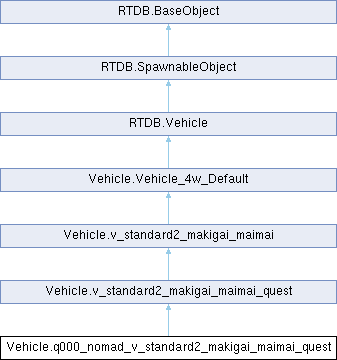 RTDB.BaseObject
RTDB.SpawnableObject
RTDB.Vehicle
Vehicle.Vehicle_4w_Default
Vehicle.v_standard2_makigai_maimai
Vehicle.v_standard2_makigai_maimai_quest
Vehicle.q000_nomad_v_standard2_makigai_maimai_quest